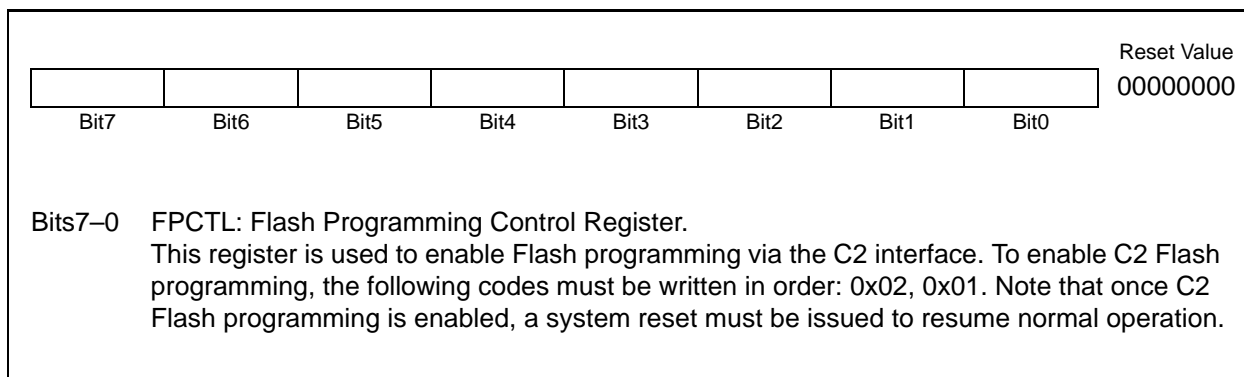 Reset Value
00000000
Bit7 Bit6 Bit5 Bit4 Bit3 Bit2 Bit1 Bit0
Bits7–0 FPCTL: Flash Programming Control Register.
This register is used to enable Flash programming via the C2 interface. To enable C2 Flash
programming, the following codes must be written in order: 0x02, 0x01. Note that once C2
Flash programming is enabled, a system reset must be issued to resume normal operation.